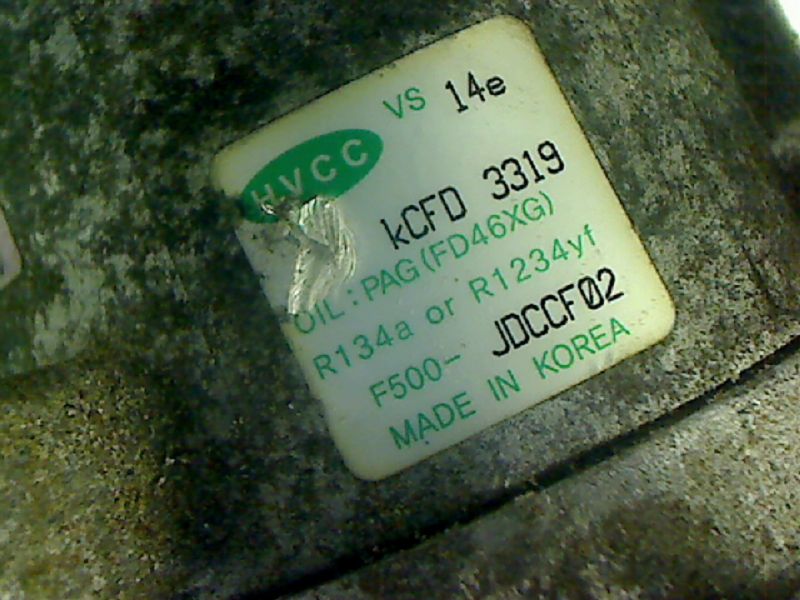 VS 14e
HVCC
kCFD 3319
OIL : PAG (FD46XG)
R134a or R1234yf
F500- JDCCF02
MADE IN KOREA